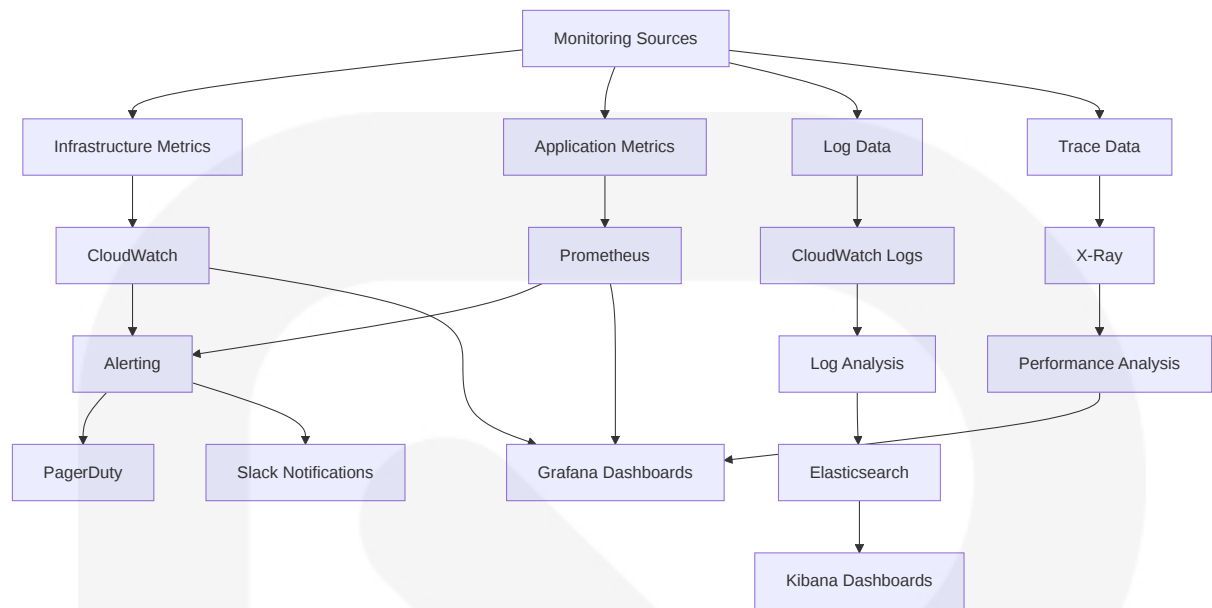 Monitoring Sources
Infrastructure Metrics
Application Metrics
Log Data
Trace Data
CloudWatch
Prometheus
CloudWatch Logs
X-Ray
Alerting
Log Analysis
Performance Analysis
PagerDuty
Slack Notifications
Grafana Dashboards
Elasticsearch
Kibana Dashboards